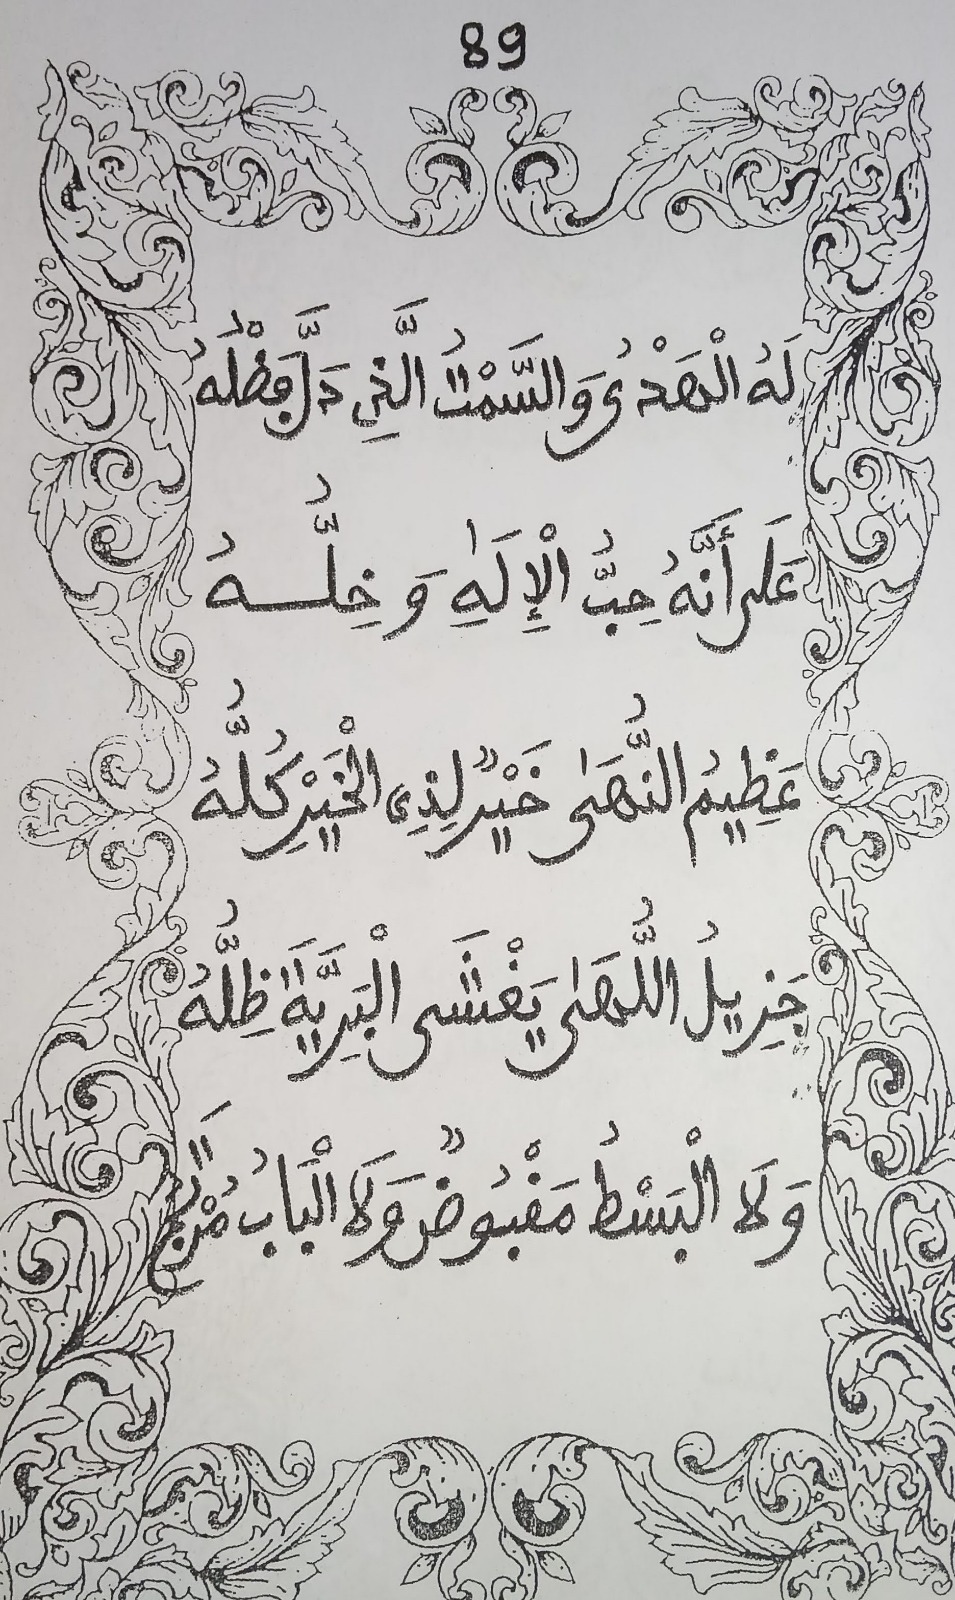 89
لَهُ الْهَدْىُ وَالسَّمْتُ الَّذِى دَلَّ فَضْلُهُ
عَلَى أَنَّهُ حِبُّ الْإِلَٰهِ وَخِلُّهُ
عَظِيمُ النُّهَىٰ خَيْرٌ لِذِى الْخَيْرِ كُلُّهُ
جَزِيلُ اللُّهَىٰ يَغْشَى الْبَرِيَّةَ ظِلُّهُ
وَلَا الْبَسْطُ مَقْبُوضٌ وَلَا الْبَابُ مُرْتَجُ